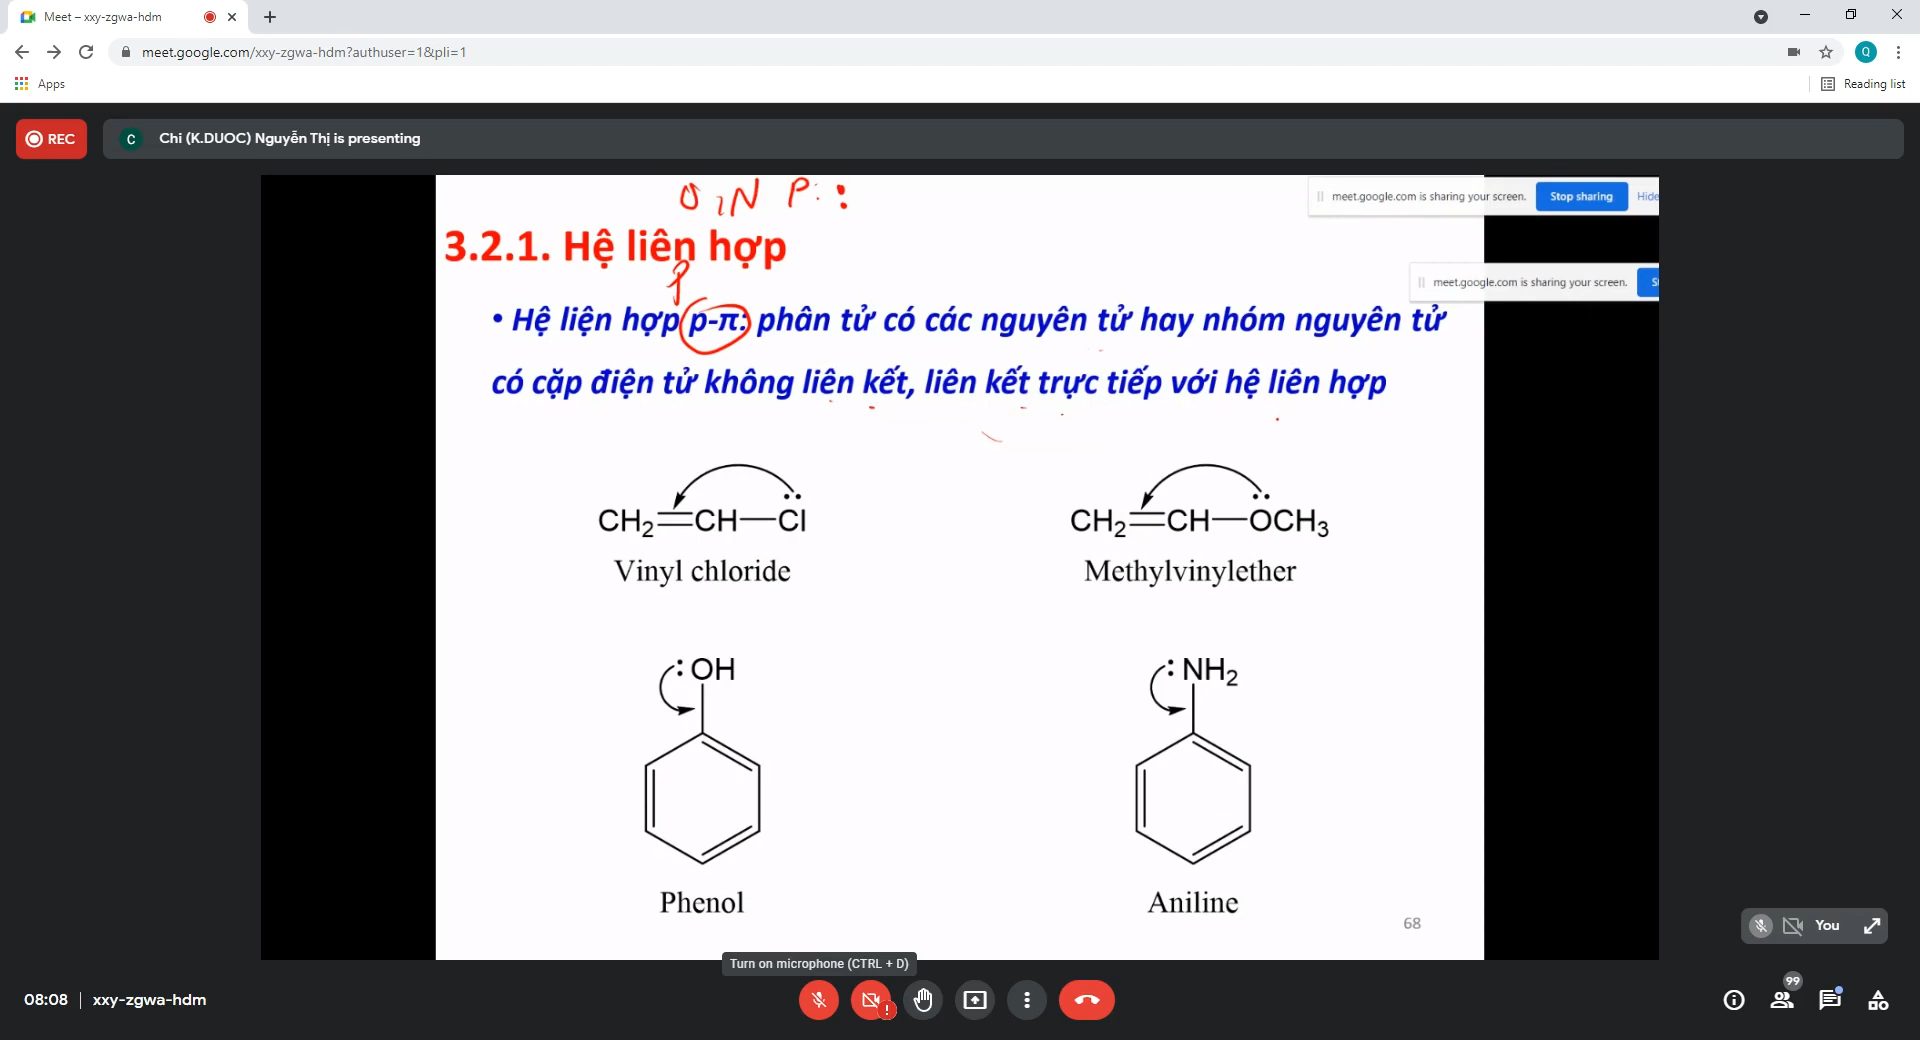 Meet – xxy-zgwa-hdm
meet.google.com/xxy-zgwa-hdm?authuser=1&pli=1
Q
Apps
Reading list
REC
C
Chi (K.DUOC) Nguyễn Thị is presenting
O, N P: :
meet.google.com is sharing your screen. Stop sharing Hide
3.2.1. Hệ liên hợp
meet.google.com is sharing your screen. S
p
• Hệ liện hợp p-π: phân tử có các nguyên tử hay nhóm nguyên tử
có cặp điện tử không liên kết, liên kết trực tiếp với hệ liên hợp
CH2=CH—Cl
CH2=CH—OCH3
Vinyl chloride
Methylvinylether
:OH
:NH2
Phenol
Aniline
68
You
Turn on microphone (CTRL + D)
08:08 | xxy-zgwa-hdm
99